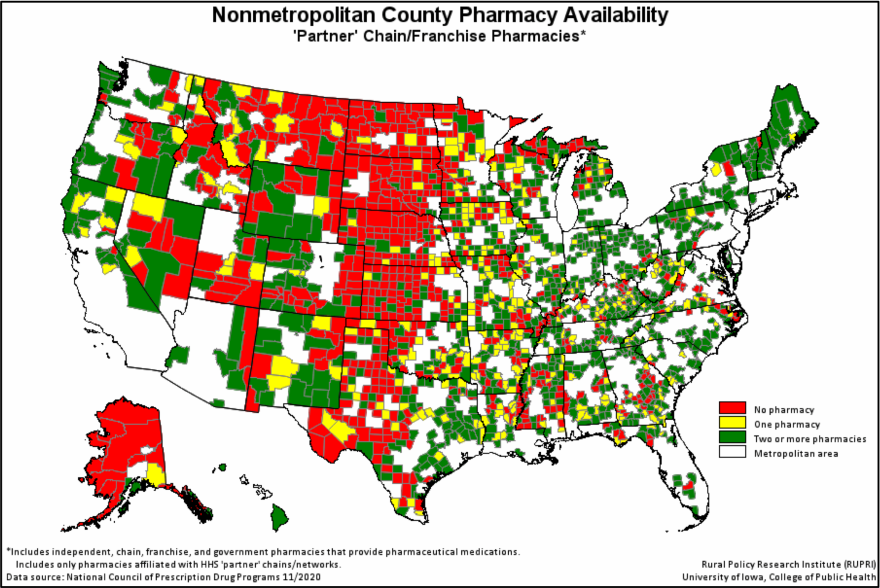 Nonmetropolitan County Pharmacy Availability
'Partner' Chain/Franchise Pharmacies*
No pharmacy
One pharmacy
Two or more pharmacies
Metropolitan area
*Includes independent, chain, franchise, and government pharmacies that provide pharmaceutical medications.
Includes only pharmacies affiliated with HHS 'partner' chains/networks.
Data source: National Council of Prescription Drug Programs 11/2020
Rural Policy Research Institute (RUPRI)
University of Iowa, College of Public Health